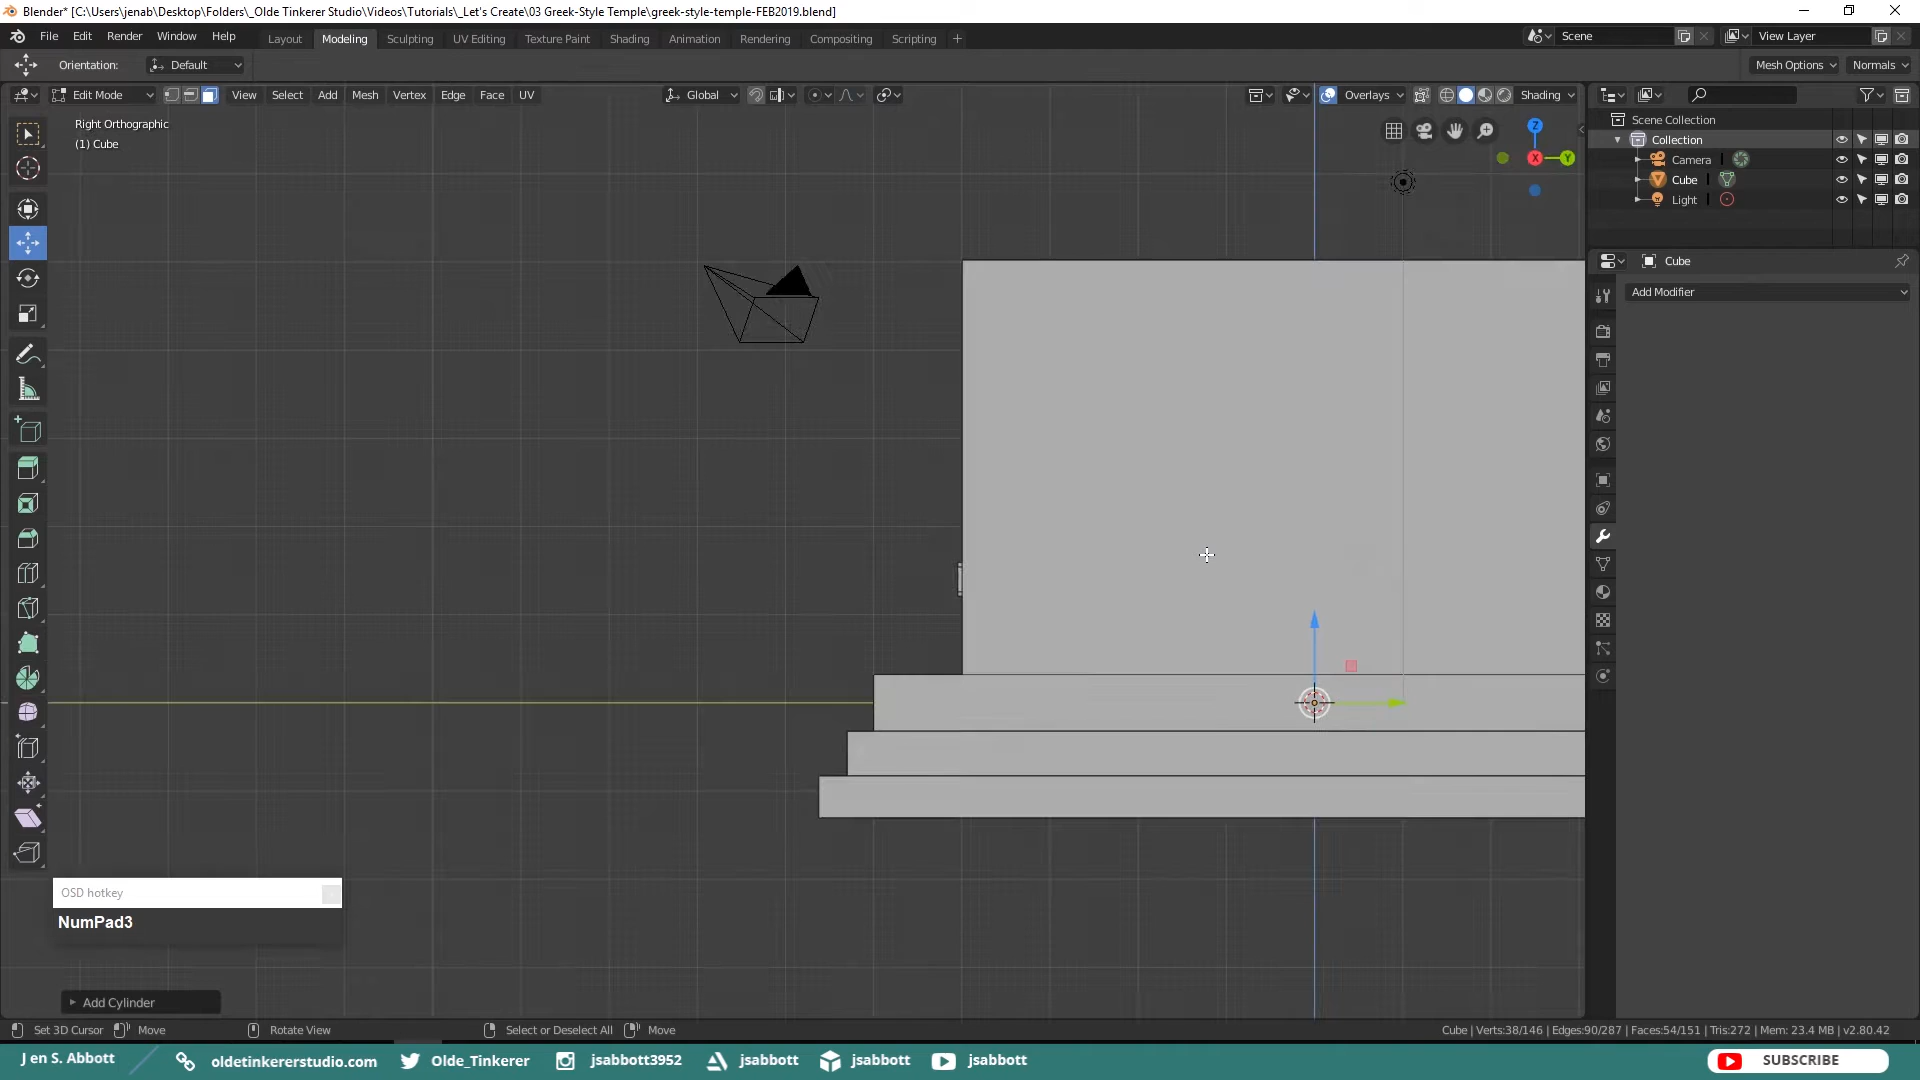 Blender* [C:\Users\jenab\Desktop\Folders\_Olde Tinkerer Studio\Videos\Tutorials\_Let's Create\03 Greek-Style Temple\greek-style-temple-FEB2019.blend]
File Edit Render Window Help Layout Modeling Sculpting UV Editing Texture Paint Shading Animation Rendering Compositing Scripting + Scene View Layer
Orientation: Default Mesh Options Normals
Edit Mode View Select Add Mesh Vertex Edge Face UV Global Overlays Shading
Right Orthographic
(1) Cube
Z
X
Y
Scene Collection
Collection
Camera
Cube
Light
Cube
Add Modifier
OSD hotkey
NumPad3
Add Cylinder
Set 3D Cursor Move Rotate View Select or Deselect All Move Cube | Verts:38/146 | Edges:90/287 | Faces:54/151 | Tris:272 | Mem: 23.4 MB | v2.80.42
J en S. Abbott oldetinkererstudio.com Olde_Tinkerer jsabbott3952 jsabbott jsabbott jsabbott SUBSCRIBE